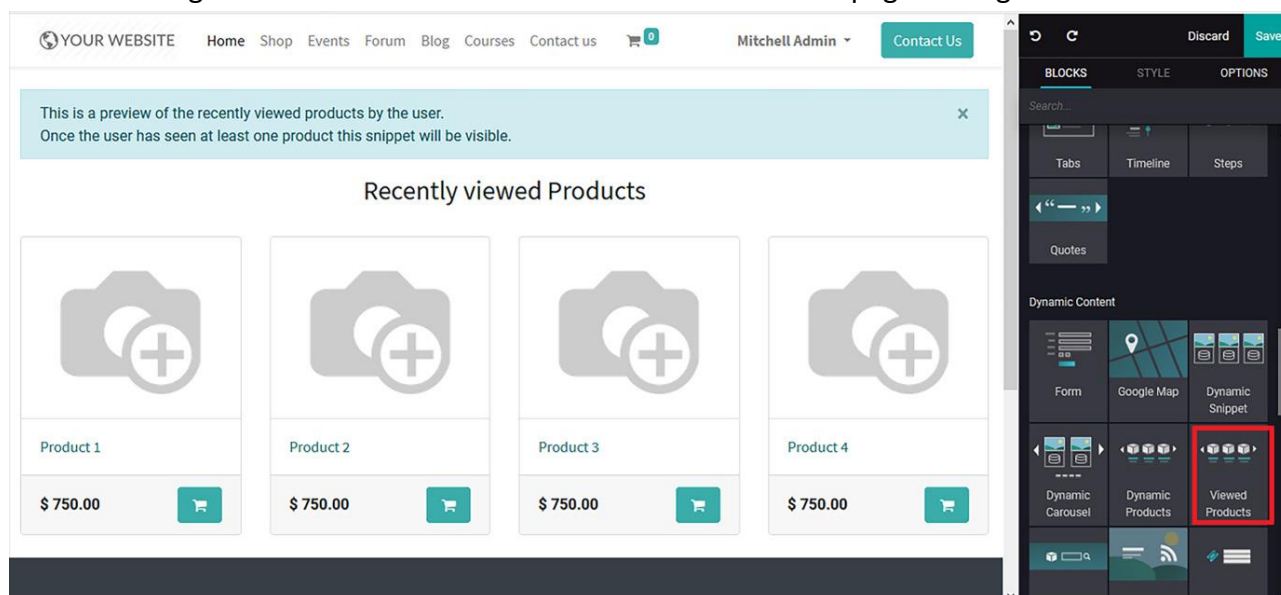 YOUR WEBSITE Home Shop Events Forum Blog Courses Contact us 0 Mitchell Admin Contact Us
Discard Save
BLOCKS STYLE OPTIONS
Search...
This is a preview of the recently viewed products by the user.
Once the user has seen at least one product this snippet will be visible.
Recently viewed Products
Product 1 Product 2 Product 3 Product 4
$ 750.00 $ 750.00 $ 750.00 $ 750.00
Tabs Timeline Steps
Quotes
Dynamic Content
Form Google Map Dynamic Snippet
Dynamic Carousel Dynamic Products Viewed Products